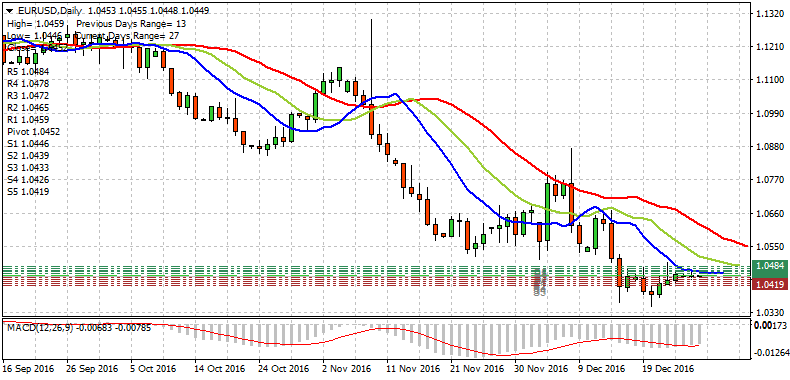 EURUSD,Daily 1.0453 1.0455 1.0448 1.0449
High= 1.0459 Previous Days Range= 13
Low= 1.0446 Current Days Range= 27
R5 1.0484
R4 1.0478
R3 1.0472
R2 1.0465
R1 1.0459
Pivot 1.0452
S1 1.0446
S2 1.0439
S3 1.0433
S4 1.0426
S5 1.0419
1.1320
1.1210
1.1100
1.0990
1.0880
1.0770
1.0660
1.0550
1.0484
1.0419
1.0330
MACD(12,26,9) -0.00683 -0.00785
0.00173
-0.01264
16 Sep 2016 26 Sep 2016 5 Oct 2016 14 Oct 2016 24 Oct 2016 2 Nov 2016 11 Nov 2016 21 Nov 2016 30 Nov 2016 9 Dec 2016 19 Dec 2016